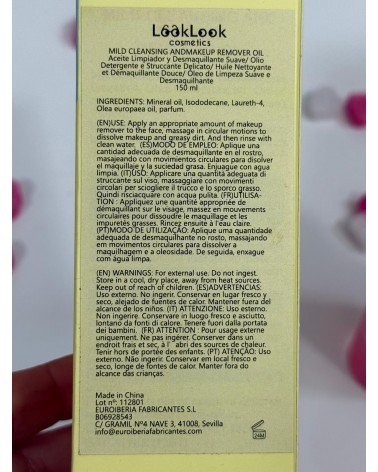 LookLook
cosmetics
MILD CLEANSING ANDMAKEUP REMOVER OIL
Aceite Limpiador y Desmaquillante Suave/ Olio
Detergente e Struccante Delicato/ Huile Nettoyante
et Démaquillante Douce/ Óleo de Limpeza Suave e
Desmaquilhante
150 ml
INGREDIENTS: Mineral oil, Isododecane, Laureth-4,
Olea europaea oil, parfum.
(EN)USE: Apply an appropriate amount of makeup
remover to the face, massage in circular motions to
dissolve makeup and greasy dirt. And then rinse with
clean water. (ES)MODO DE EMPLEO: Aplique una
cantidad adecuada de desmaquillante en el rostro,
masajeando con movimientos circulares para disolver
el maquillaje y la suciedad grasa. Enjuague con agua
limpia. (IT)USO: Applicare una quantità adeguata di
struccante sul viso, massaggiare con movimenti
circolari per sciogliere il trucco e lo sporco grasso.
Quindi risciacquare con acqua pulita. (FR)UTILISA-
TION : Appliquez une quantité appropriée de
démaquillant sur le visage, massez en mouvements
circulaires pour dissoudre le maquillage et les
impuretés grasses. Rincez ensuite à l'eau claire.
(PT)MODO DE UTILIZAÇÃO: Aplique uma quantidade
adequada de desmaquilhante no rosto, massajando
em movimentos circulares para dissolver a
maquilhagem e a oleosidade. De seguida, enxague
com água limpa.
(EN) WARNINGS: For external use. Do not ingest.
Store in a cool, dry place, away from heat sources.
Keep out of reach of children. (ES)ADVERTENCIAS:
Uso externo. No ingerir. Conservar en lugar fresco y
seco, alejado de fuentes de calor. Mantener fuera del
alcance de los niños. (IT) ATTENZIONE: Uso esterno.
Non ingerire. Conservare in luogo fresco e asciutto,
lontano da fonti di calore. Tenere fuori dalla portata
dei bambini. (FR) ATTENTION : Pour usage externe
uniquement. Ne pas ingérer. Conserver dans un
endroit frais et sec, à l´abri des sources de chaleur.
Tenir hors de portée des enfants. (PT) ATENÇÃO: Uso
externo. Não ingerir. Conservar em local fresco e
seco, longe de fontes de calor. Manter fora do
alcance das crianças.
Made in China
Lot nº: 112801
EUROIBERIA FABRICANTES S.L
B06928543
C/ GRAMIL Nº4 NAVE 3, 41008, Sevilla
info@euroiberiafabricantes.com
24M